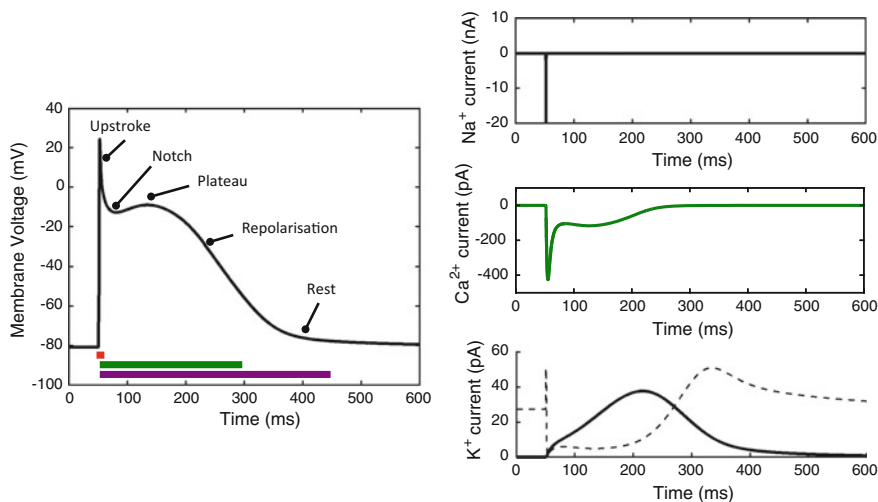 Membrane Voltage (mV)
40
20
0
-20
-40
-60
-80
-100
Upstroke
Notch
Plateau
Repolarisation
Rest
0 100 200 300 400 500 600
Time (ms)
Na+ current (nA)
10
0
-10
-20
0 100 200 300 400 500 600
Time (ms)
Ca2+ current (pA)
0
-200
-400
0 100 200 300 400 500 600
Time (ms)
K+ current (pA)
60
40
20
0
0 100 200 300 400 500 600
Time (ms)